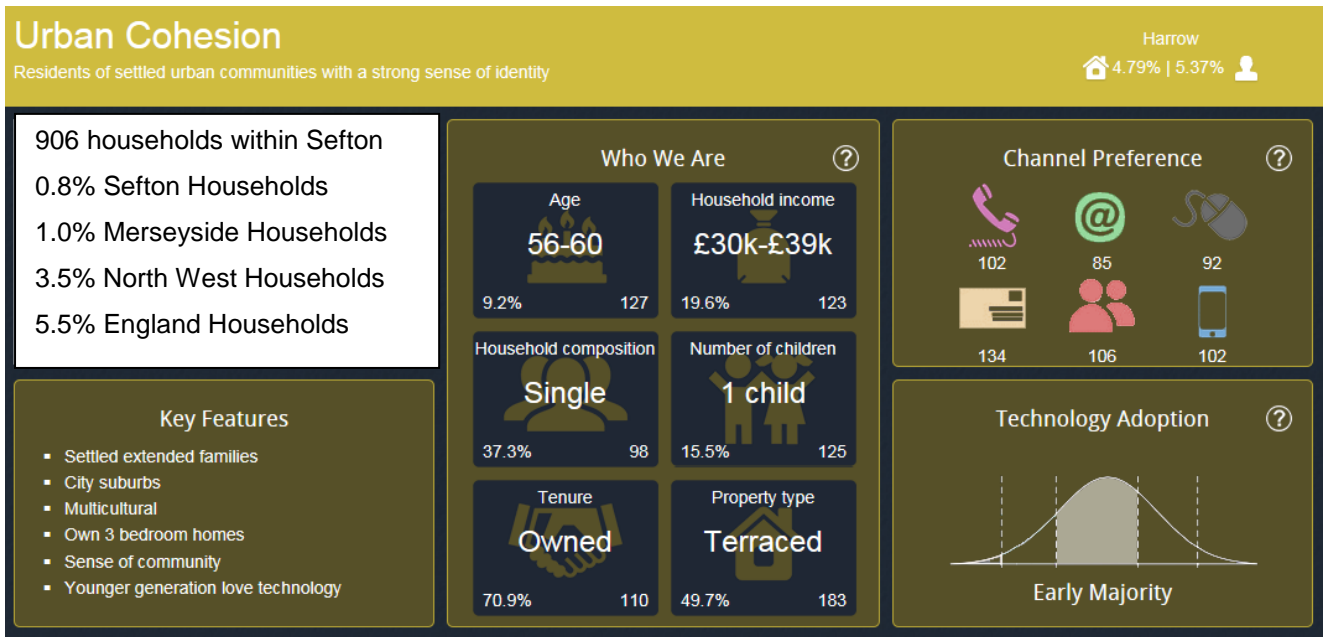 Urban Cohesion
Residents of settled urban communities with a strong sense of identity
Harrow
4.79% | 5.37%
906 households within Sefton
0.8% Sefton Households
1.0% Merseyside Households
3.5% North West Households
5.5% England Households
Key Features
▪ Settled extended families
▪ City suburbs
▪ Multicultural
▪ Own 3 bedroom homes
▪ Sense of community
▪ Younger generation love technology
Who We Are ?
Age
56-60
9.2% 127
Household income
£30k-£39k
19.6% 123
Household composition
Single
37.3% 98
Number of children
1 child
15.5% 125
Tenure
Owned
70.9% 110
Property type
Terraced
49.7% 183
Channel Preference ?
@
102 85 92
134 106 102
Technology Adoption ?
Early Majority